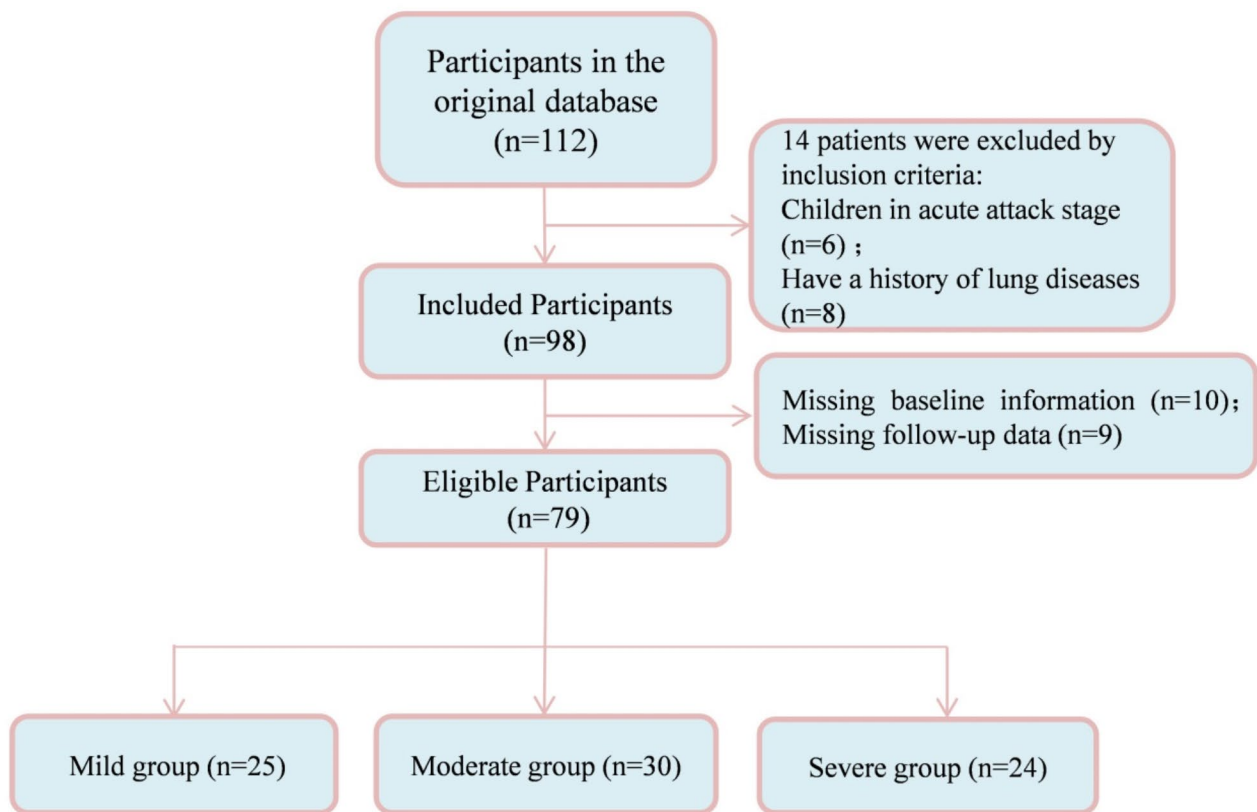 Participants in the
original database
(n=112)
14 patients were excluded by
inclusion criteria:
Children in acute attack stage
(n=6) ；
Have a history of lung diseases
(n=8)
Included Participants
(n=98)
Missing baseline information (n=10)；
Missing follow-up data (n=9)
Eligible Participants
(n=79)
Mild group (n=25)
Moderate group (n=30)
Severe group (n=24)